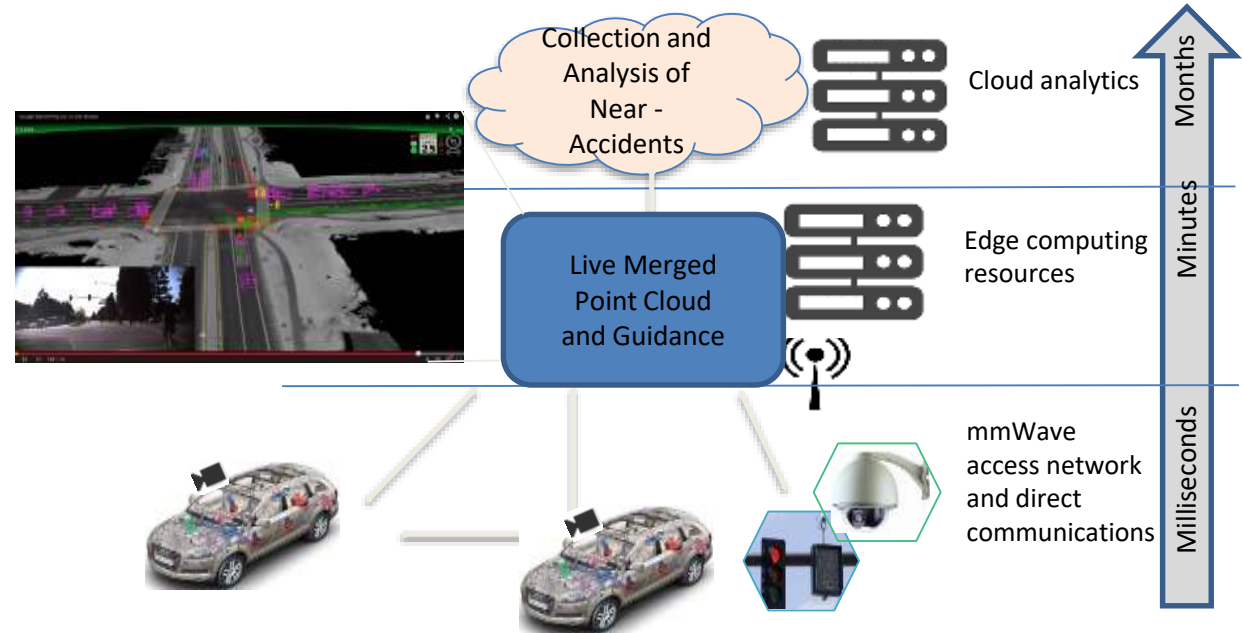 Collection and
Analysis of
Near -
Accidents
Cloud analytics
Months
Live Merged
Point Cloud
and Guidance
Edge computing
resources
Minutes
mmWave
access network
and direct
communications
Milliseconds